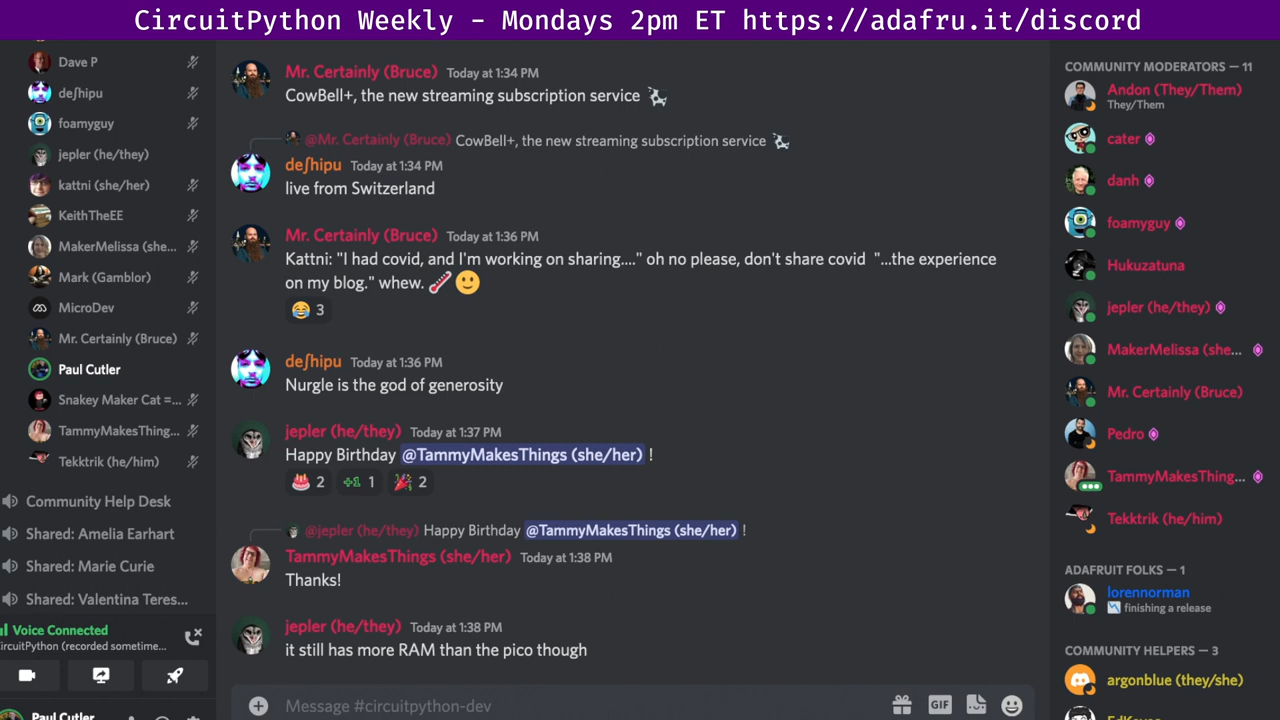 CircuitPython Weekly - Mondays 2pm ET https://adafru.it/discord
Dave P
de∫hipu
foamyguy
jepler (he/they)
kattni (she/her)
KeithTheEE
MakerMelissa (she...
Mark (Gamblor)
MicroDev
Mr. Certainly (Bruce)
Paul Cutler
Snakey Maker Cat =...
TammyMakesThing...
Tekktrik (he/him)
Community Help Desk
Shared: Amelia Earhart
Shared: Marie Curie
Shared: Valentina Teres...
Voice Connected
CircuitPython (recorded sometime...
Paul Cutler
Mr. Certainly (Bruce) Today at 1:34 PM
CowBell+, the new streaming subscription service
@Mr. Certainly (Bruce) CowBell+, the new streaming subscription service
de∫hipu Today at 1:34 PM
live from Switzerland
Mr. Certainly (Bruce) Today at 1:36 PM
Kattni: "I had covid, and I'm working on sharing...." oh no please, don't share covid "...the experience
on my blog." whew. 🌡️🙂
😂 3
de∫hipu Today at 1:36 PM
Nurgle is the god of generosity
jepler (he/they) Today at 1:37 PM
Happy Birthday @TammyMakesThings (she/her) !
🎂 2 +1 1 🎉 2
@jepler (he/they) Happy Birthday @TammyMakesThings (she/her) !
TammyMakesThings (she/her) Today at 1:38 PM
Thanks!
jepler (he/they) Today at 1:38 PM
it still has more RAM than the pico though
Message #circuitpython-dev
GIF
COMMUNITY MODERATORS — 11
Andon (They/Them)
They/Them
cater
danh
foamyguy
Hukuzatuna
jepler (he/they)
MakerMelissa (she...
Mr. Certainly (Bruce)
Pedro
TammyMakesThing...
Tekktrik (he/him)
ADAFRUIT FOLKS — 1
lorennorman
finishing a release
COMMUNITY HELPERS — 3
argonblue (they/she)